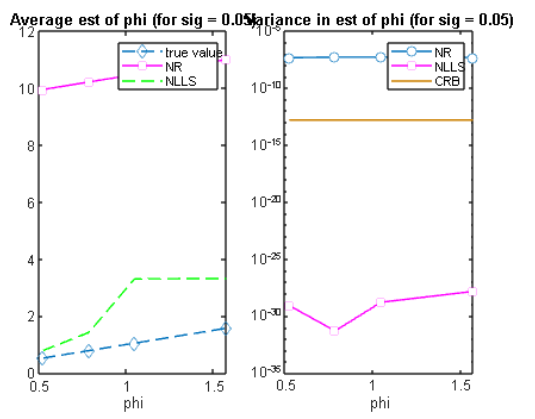 Average est of phi (for sig = 0.05)
Variance in est of phi (for sig = 0.05)
12
10
8
6
4
2
0
0.5
1
1.5
phi
true value
NR
NLLS
10^-5
10^-10
10^-15
10^-20
10^-25
10^-30
10^-35
0.5
1
1.5
phi
NR
NLLS
CRB